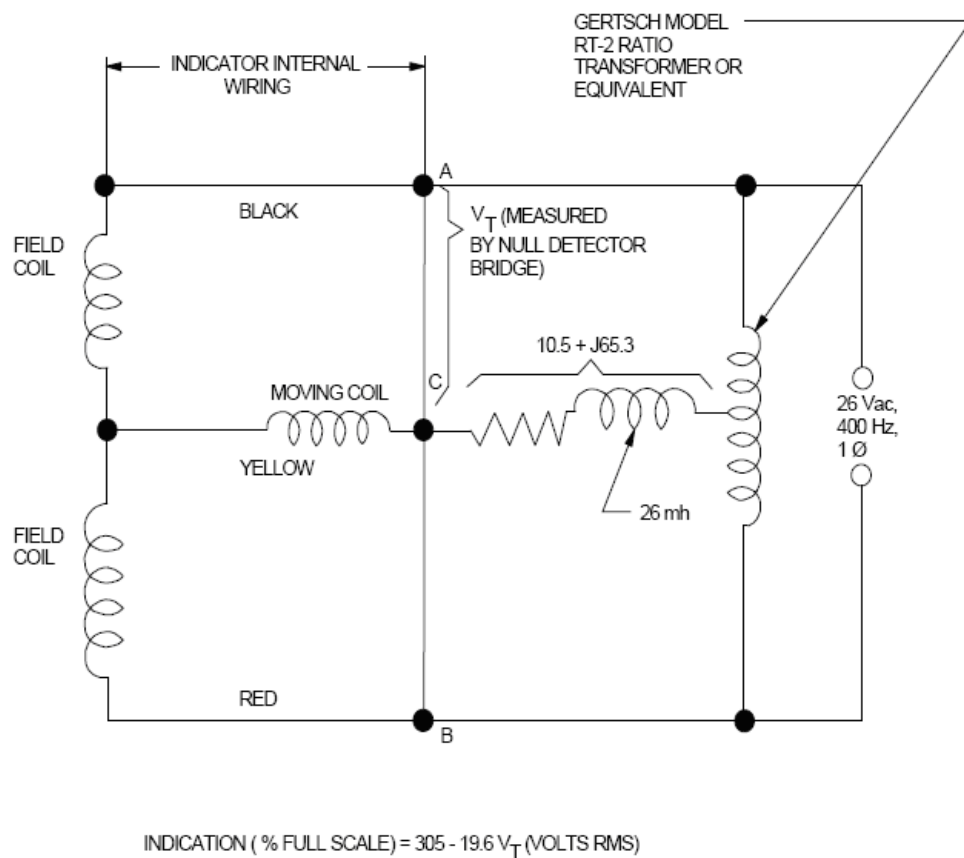 GERTSCH MODEL
RT-2 RATIO
TRANSFORMER OR
EQUIVALENT
INDICATOR INTERNAL
WIRING
A
BLACK
VT (MEASURED
BY NULL DETECTOR
BRIDGE)
FIELD
COIL
10.5 + J65.3
C
MOVING COIL
26 Vac,
400 Hz,
1 Ø
YELLOW
26 mh
FIELD
COIL
RED
B
INDICATION ( % FULL SCALE) = 305 - 19.6 VT (VOLTS RMS)